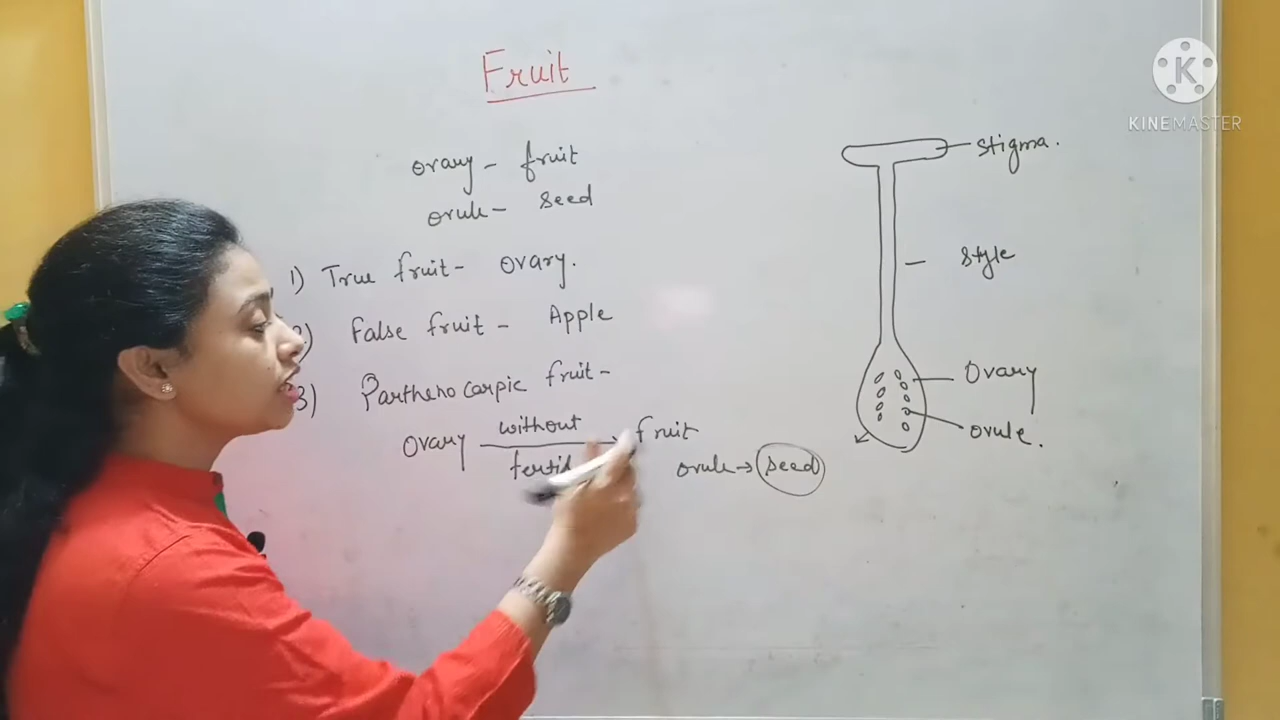 Fruit
ovary - fruit
ovule - seed
1) True fruit - ovary.
2) False fruit - Apple
3) Parthenocarpic fruit -
Ovary without fruit
ovule → seed
stigma.
style
Ovary
ovule.
K
KINEMASTER